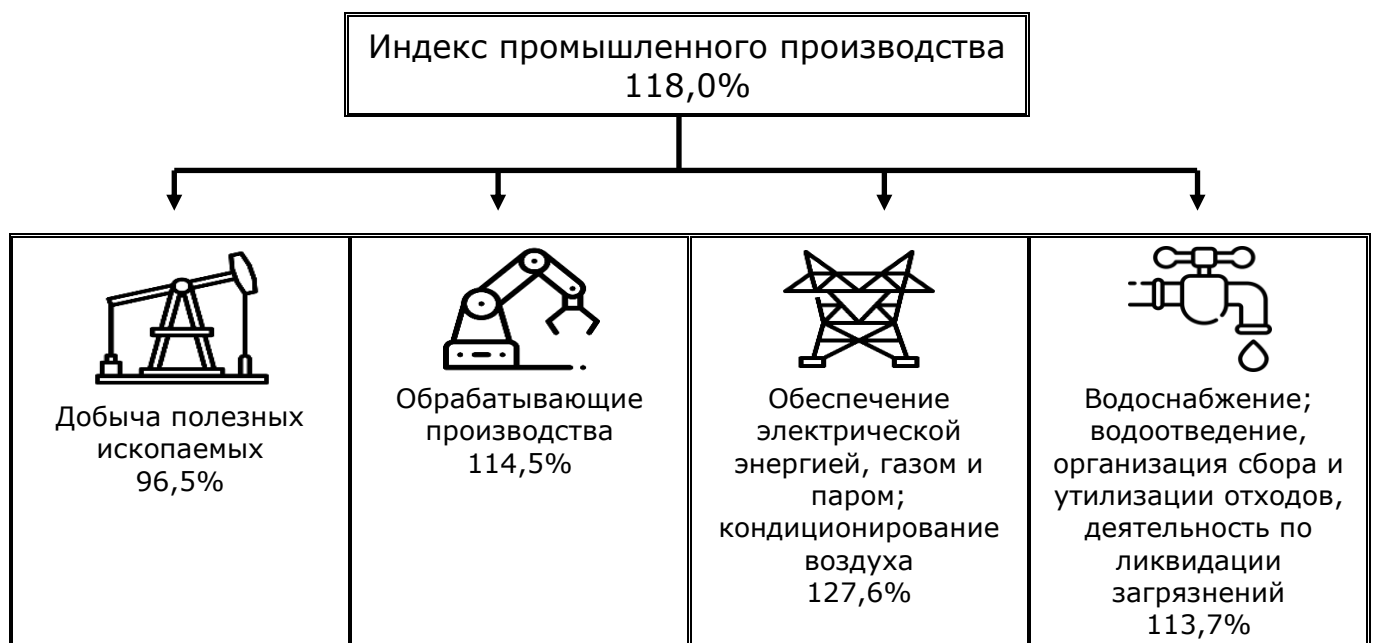 Индекс промышленного производства
118,0%
Добыча полезных
ископаемых
96,5%
Обрабатывающие
производства
114,5%
Обеспечение
электрической
энергией, газом и
паром;
кондиционирование
воздуха
127,6%
Водоснабжение;
водоотведение,
организация сбора и
утилизации отходов,
деятельность по
ликвидации
загрязнений
113,7%